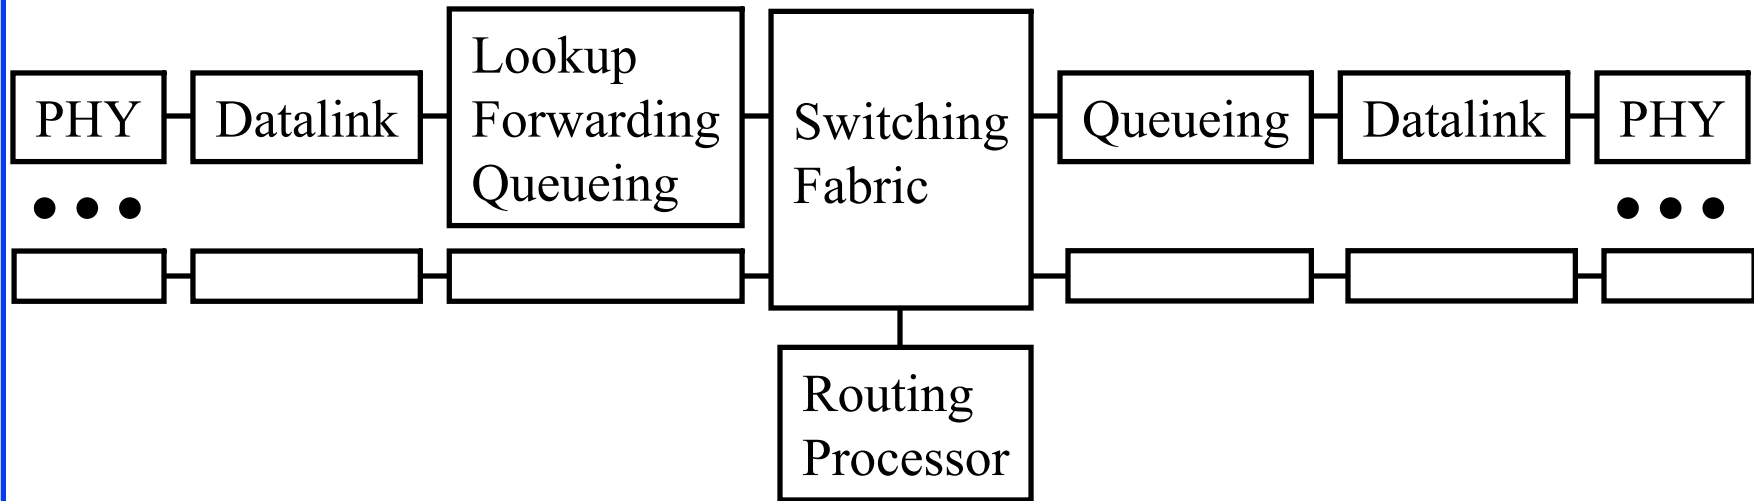 PHY
Datalink
Lookup
Forwarding
Queueing
Switching
Fabric
Queueing
Datalink
PHY
Routing
Processor